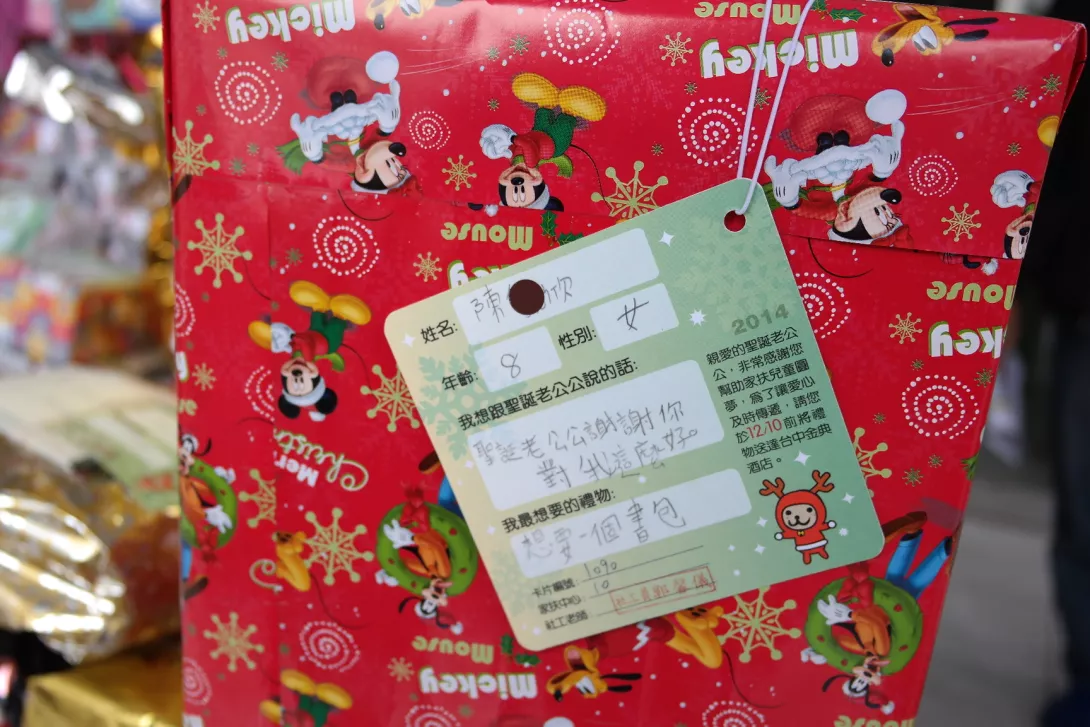 Mickey
Mouse
Mickey
Mouse
Mouse
Mickey
Merry
Christ
Mouse
Mickey
2014
親愛的聖誕老公
公，非常感謝您
幫助家扶兒童圓
夢，為了讓愛心
及時傳遞，請您
於12/10前將禮
物送達台中金典
酒店。
姓名: 陳 欣
年齡: 8 性別: 女
我想跟聖誕老公公說的話:
聖誕老公公謝謝你
對我這麼好。
我最想要的禮物:
想要一個書包
卡片編號: 1090
家扶中心: 10
社工老師: